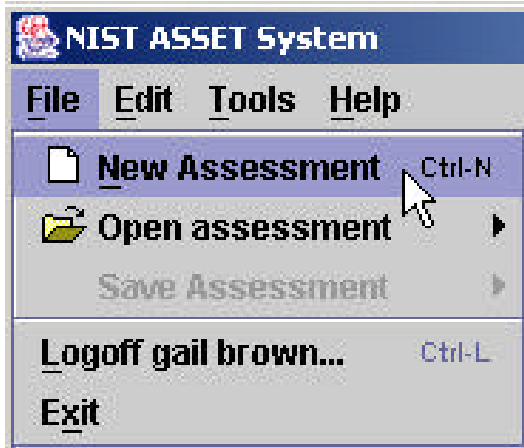 NIST ASSET System
File Edit Tools Help
New Assessment Ctrl-N
Open assessment
Save Assessment
Logoff gail brown... Ctrl-L
Exit